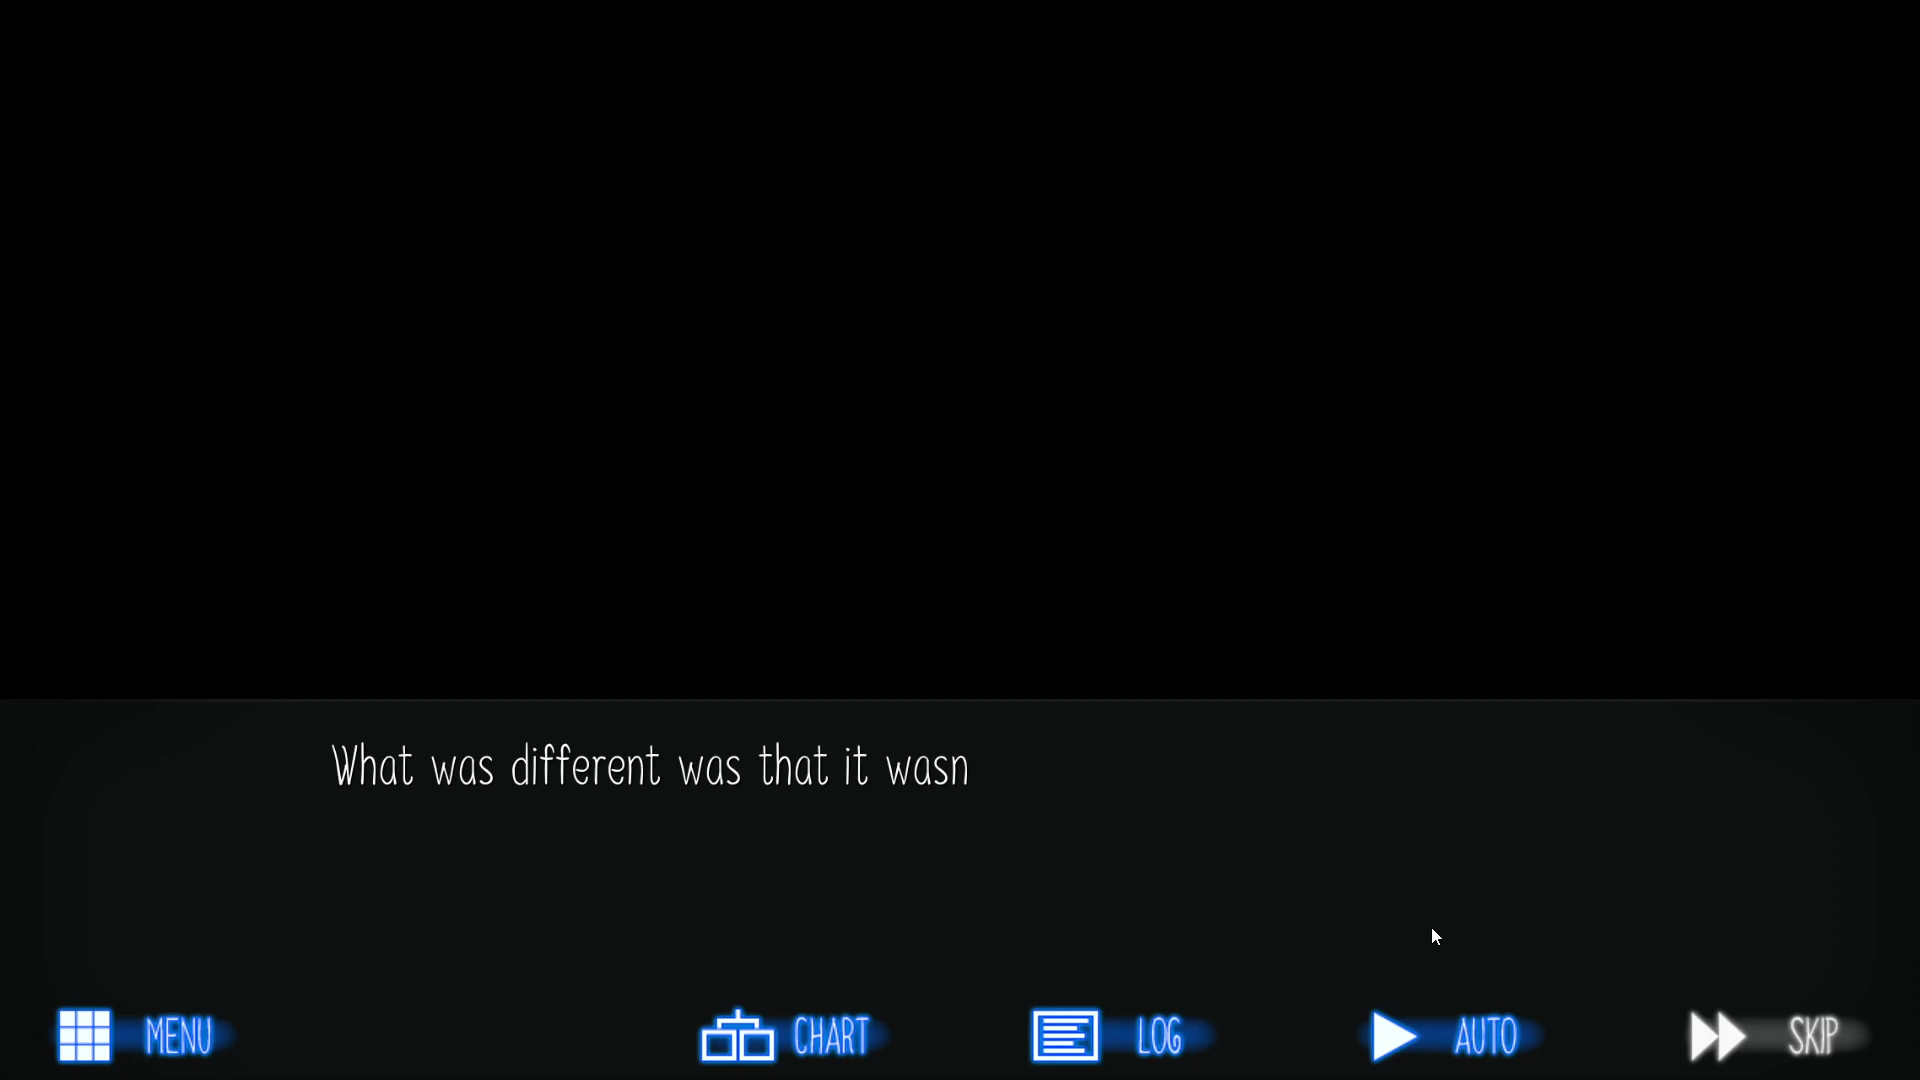 What was different was that it wasn
MENU
CHART
LOG
AUTO
SKIP